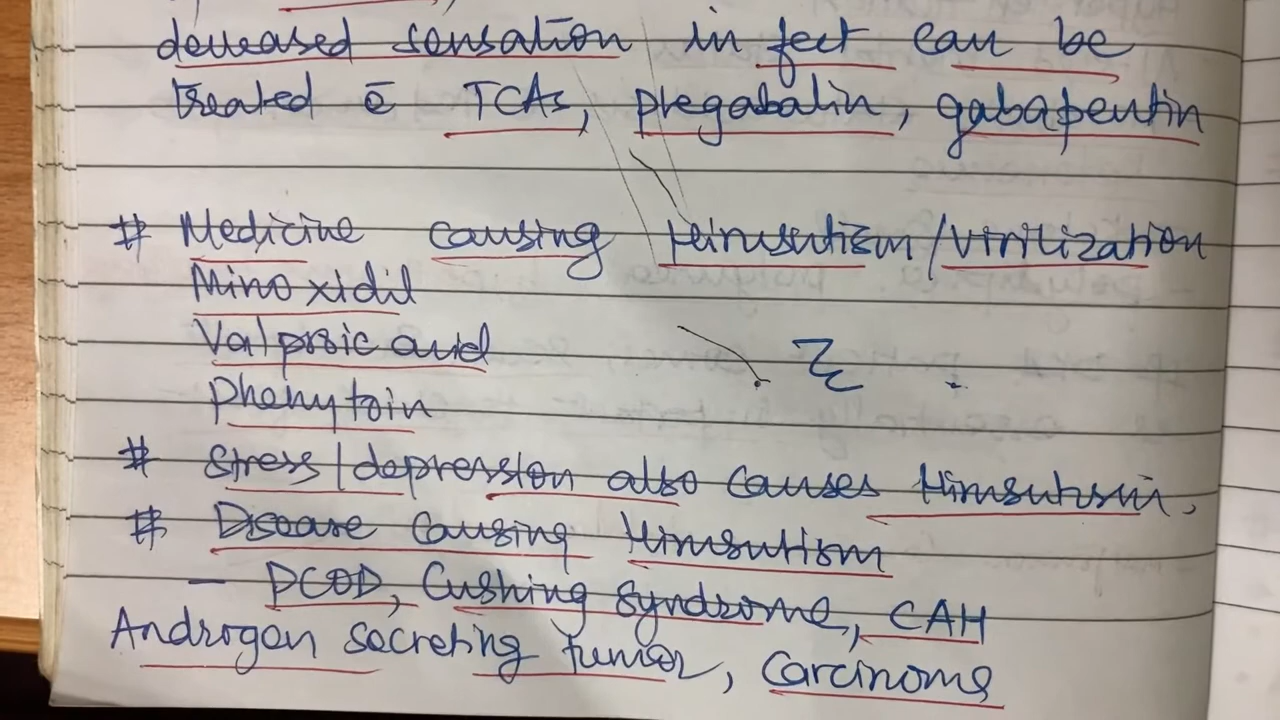 decreased sensation in feet can be
treated c̄ TCAs, pregabalin, gabapentin
# Medicine causing Hirusutism/virilization
Minoxidil
Valproic acid
Phenytoin
# Stress/depression also causes Hirsutism.
# Disease causing Hirsutism
- PCOD, Cushing Syndrome, CAH
Androgen secreting tumor, Carcinoma